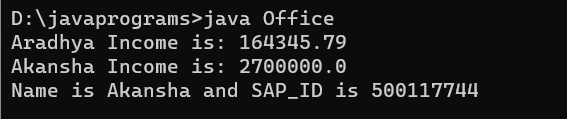 D:\javaprograms>java Office
Aradhya Income is: 164345.79
Akansha Income is: 2700000.0
Name is Akansha and SAP_ID is 500117744